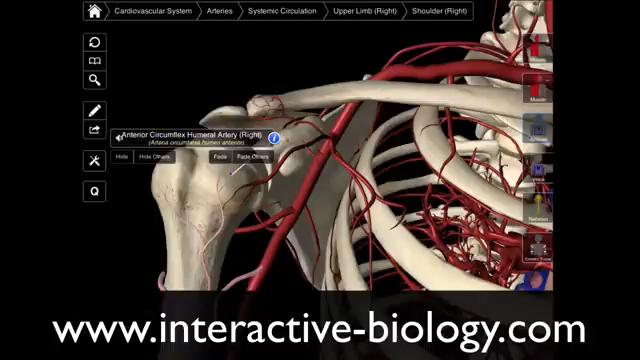 Cardiovascular System
Arteries
Systemic Circulation
Upper Limb (Right)
Shoulder (Right)
Anterior Circumflex Humeral Artery (Right)
(Arteria circumflexa humeri anterior)
Hide
Hide Others
Fade
Fade Others
Q
www.interactive-biology.com